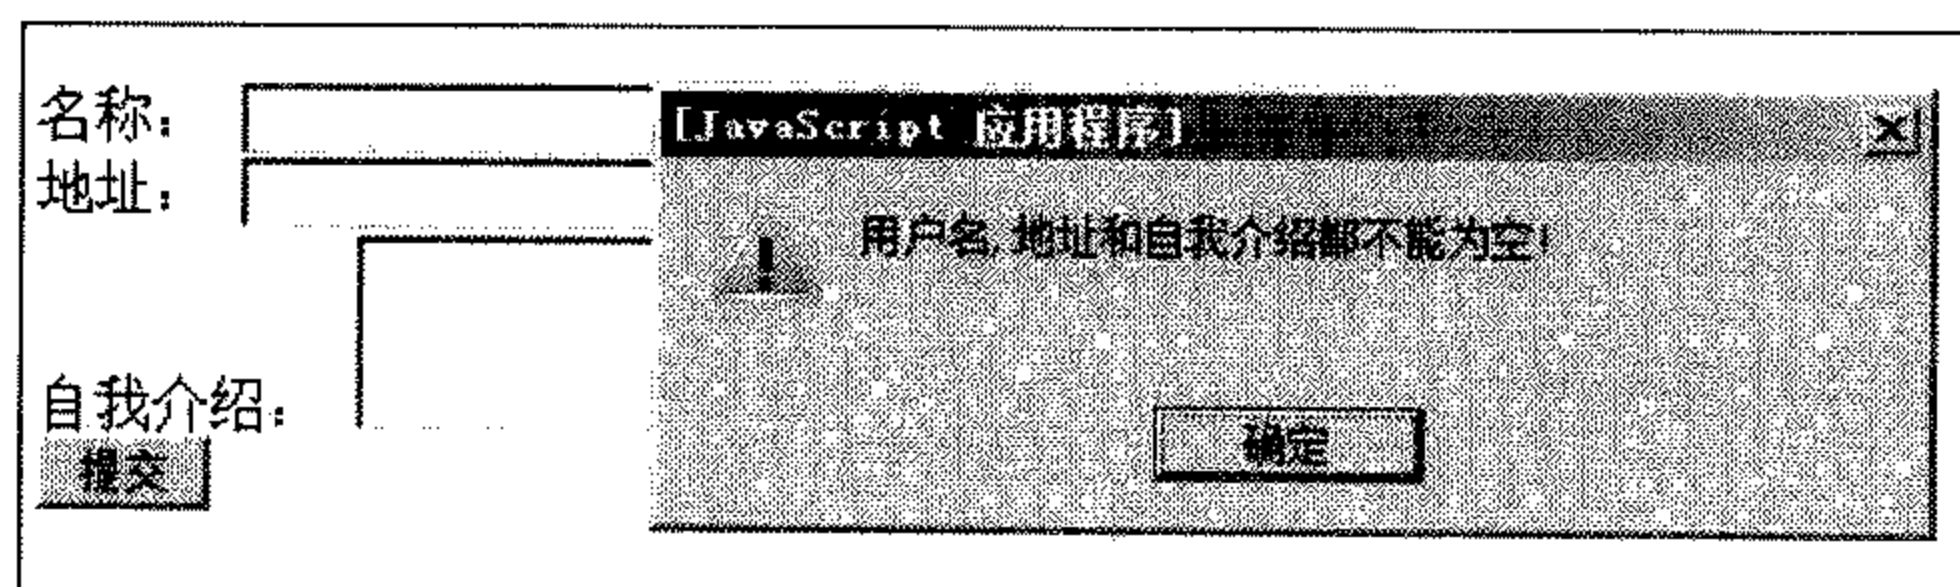 名称：
地址：
自我介绍：
提交
[JavaScript 应用程序]
用户名,地址和自我介绍都不能为空!
确定